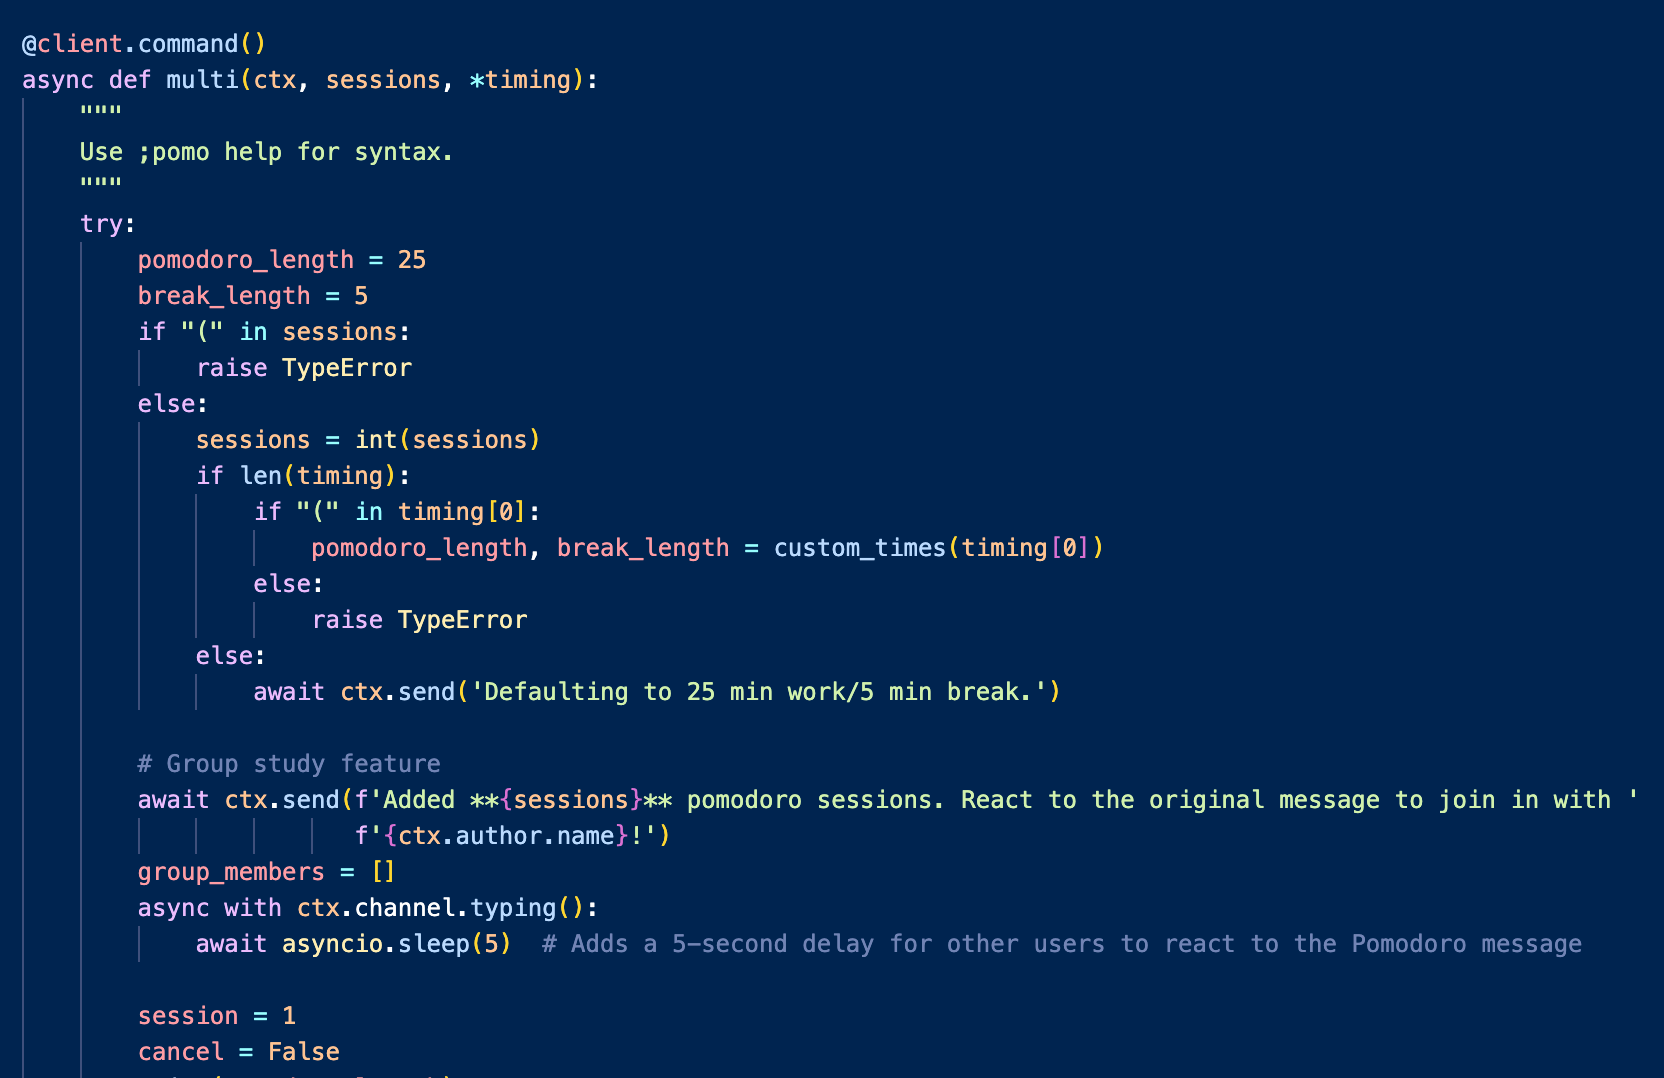 @client.command()
async def multi(ctx, sessions, *timing):
    """
    Use ;pomo help for syntax.
    """
    try:
        pomodoro_length = 25
        break_length = 5
        if "(" in sessions:
            raise TypeError
        else:
            sessions = int(sessions)
            if len(timing):
                if "(" in timing[0]:
                    pomodoro_length, break_length = custom_times(timing[0])
                else:
                    raise TypeError
            else:
                await ctx.send('Defaulting to 25 min work/5 min break.')

        # Group study feature
        await ctx.send(f'Added **{sessions}** pomodoro sessions. React to the original message to join in with '
                       f'{ctx.author.name}!')
        group_members = []
        async with ctx.channel.typing():
            await asyncio.sleep(5)  # Adds a 5-second delay for other users to react to the Pomodoro message

        session = 1
        cancel = False